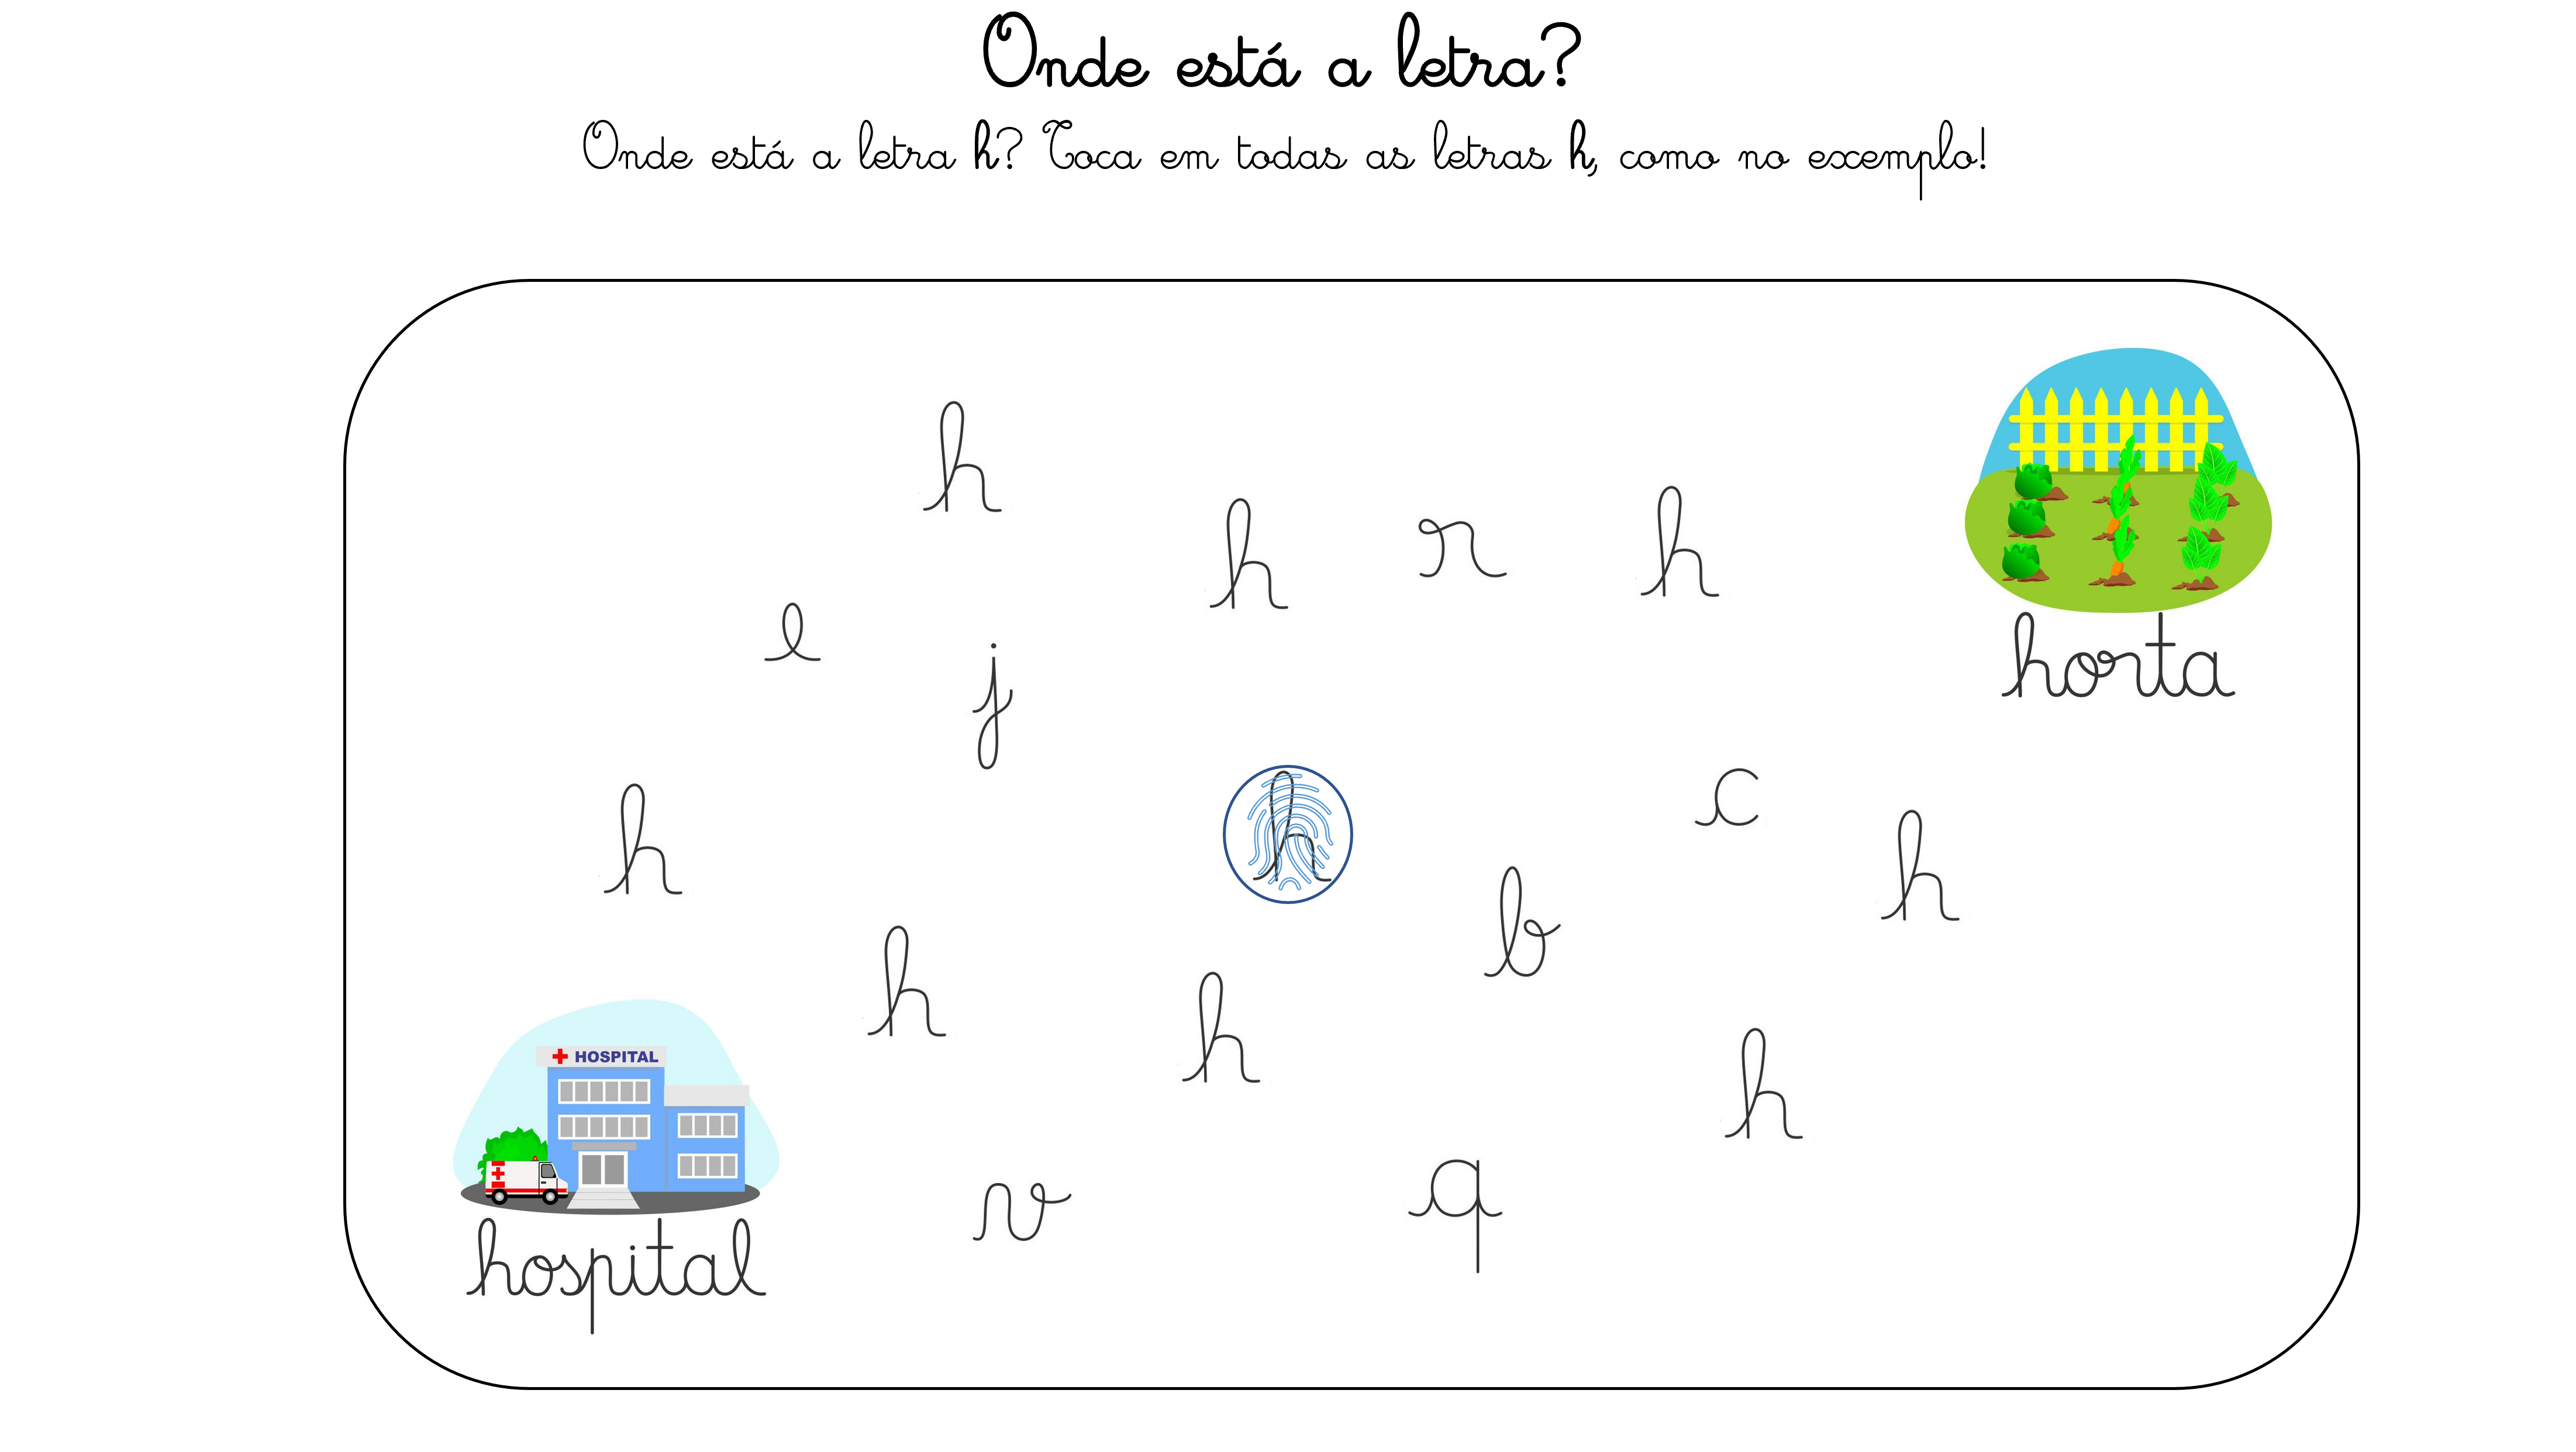 Onde está a letra?
Onde está a letra h? Toca em todas as letras h, como no exemplo!
h
h r h
e
j
horta
h
h
c
h
b
h
h
h
HOSPITAL
v
q
hospital